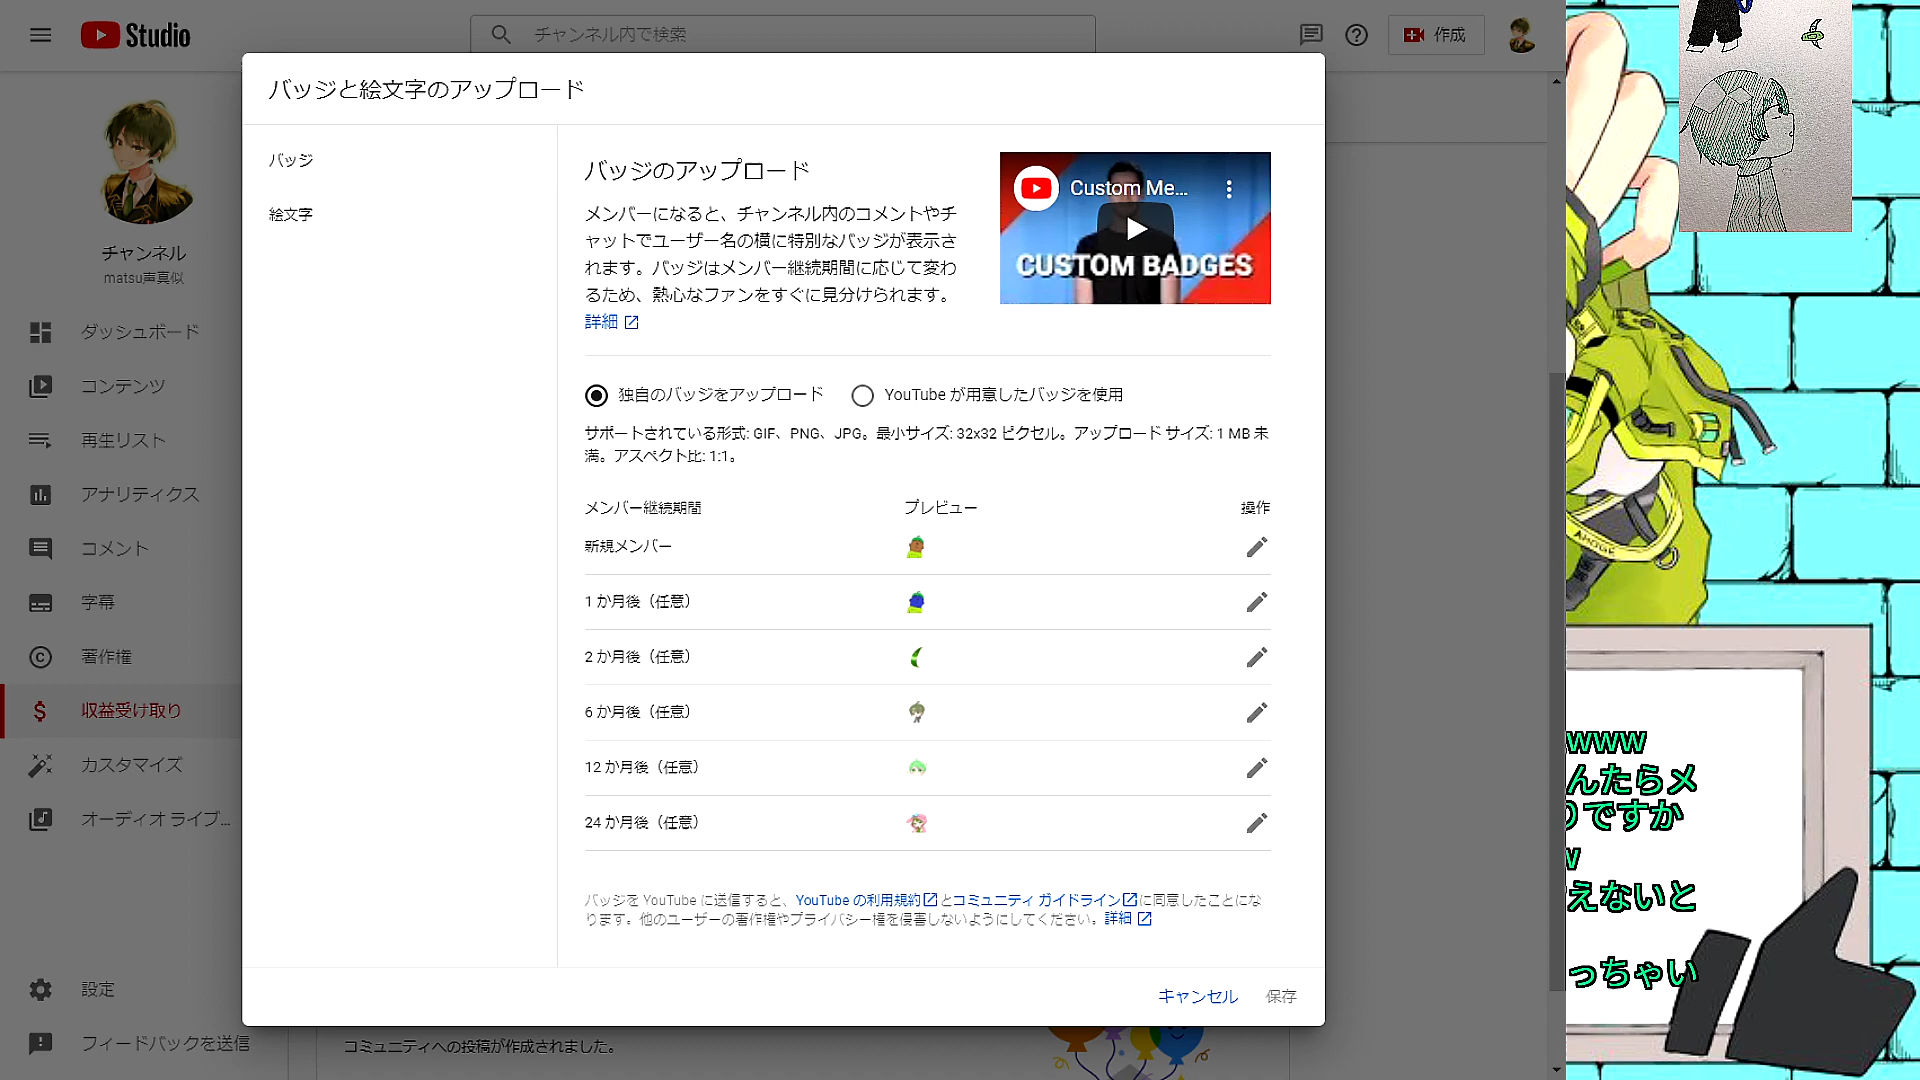 Studio
チャンネル内で検索
作成
チャンネル
matsu声真似
ダッシュボード
コンテンツ
再生リスト
アナリティクス
コメント
字幕
著作権
収益受け取り
カスタマイズ
オーディオ ライブ...
設定
フィードバックを送信
バッジと絵文字のアップロード
バッジ
絵文字
バッジのアップロード
メンバーになると、チャンネル内のコメントやチ
ャットでユーザー名の横に特別なバッジが表示さ
れます。バッジはメンバー継続期間に応じて変わ
るため、熱心なファンをすぐに見分けられます。
詳細
Custom Me...
CUSTOM BADGES
独自のバッジをアップロード
YouTube が用意したバッジを使用
サポートされている形式: GIF、PNG、JPG。最小サイズ: 32x32 ピクセル。アップロード サイズ: 1 MB 未
満。アスペクト比: 1:1。
メンバー継続期間 プレビュー 操作
新規メンバー
1 か月後（任意）
2 か月後（任意）
6 か月後（任意）
12 か月後（任意）
24 か月後（任意）
バッジを YouTube に送信すると、YouTube の利用規約とコミュニティ ガイドラインに同意したことにな
ります。他のユーザーの著作権やプライバシー権を侵害しないようにしてください。詳細
キャンセル 保存
コミュニティへの投稿が作成されました。
AHOGE
www
んたらメ
りですか
w
えないと
っちゃい